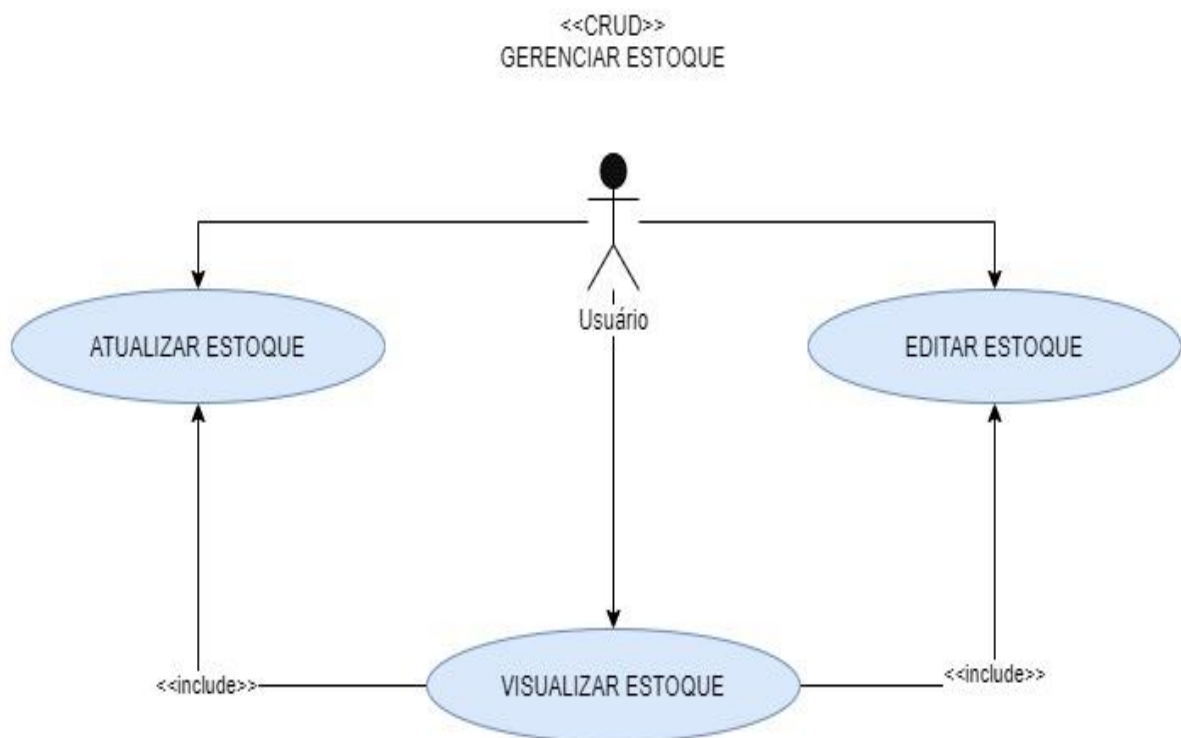 <<CRUD>>
GERENCIAR ESTOQUE
Usuário
ATUALIZAR ESTOQUE
EDITAR ESTOQUE
<<include>>
VISUALIZAR ESTOQUE
<<include>>